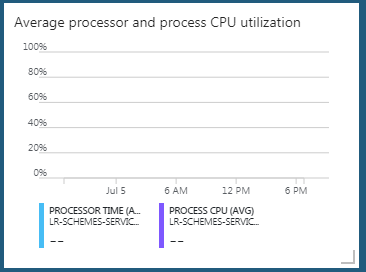 Average processor and process CPU utilization
100%
80%
60%
40%
20%
0%
Jul 5 6 AM 12 PM 6 PM
PROCESSOR TIME (A... PROCESS CPU (AVG)
LR-SCHEMES-SERVIC... LR-SCHEMES-SERVIC...
-- --